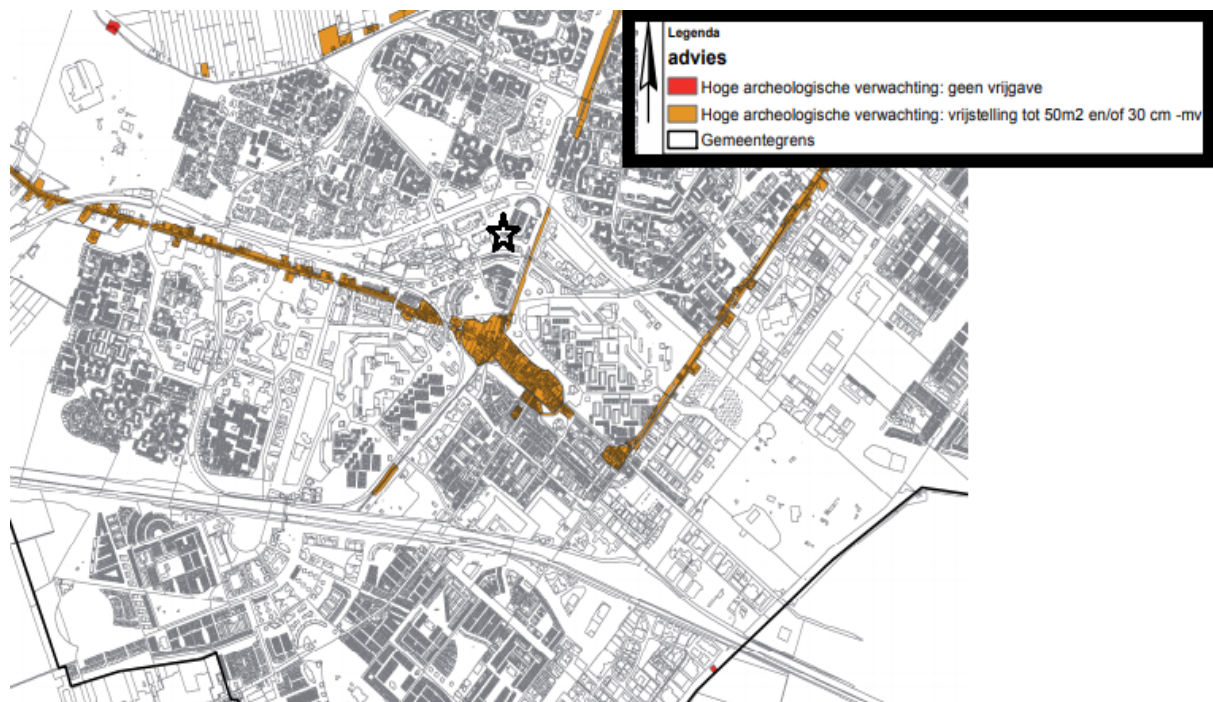 Legenda
advies
Hoge archeologische verwachting: geen vrijgave
Hoge archeologische verwachting: vrijstelling tot 50m2 en/of 30 cm -mv
Gemeentegrens